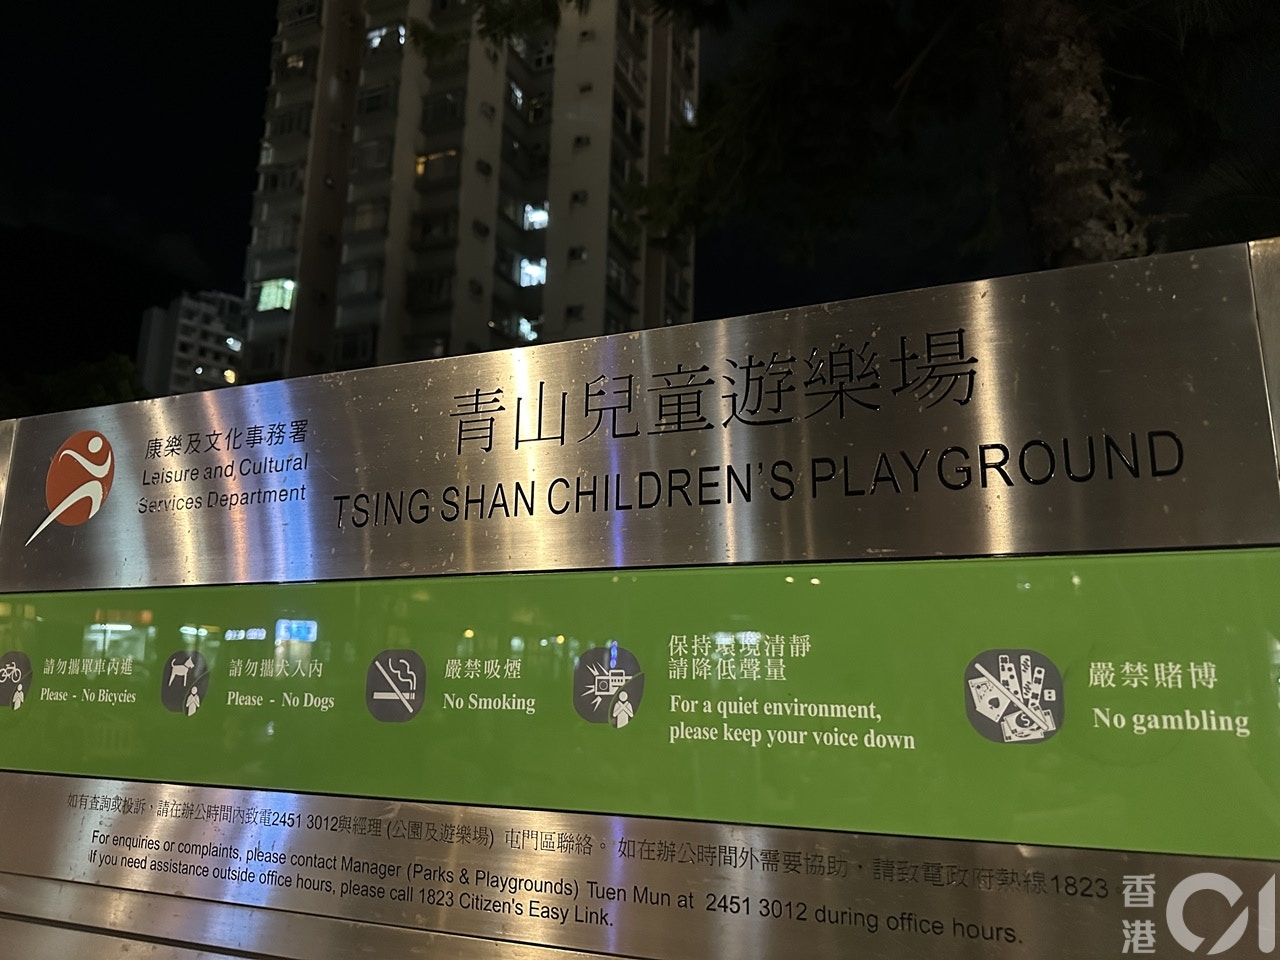 青山兒童遊樂場
TSING SHAN CHILDREN'S PLAYGROUND
康樂及文化事務署
Leisure and Cultural
Services Department
請勿攜單車內進
Please - No Bicycles
請勿攜犬入內
Please - No Dogs
嚴禁吸煙
No Smoking
保持環境清靜
請降低聲量
For a quiet environment,
please keep your voice down
嚴禁賭博
No gambling
如有查詢或投訴，請在辦公時間內致電2451 3012與經理 (公園及遊樂場) 屯門區聯絡。 如在辦公時間外需要協助，請致電政府熱線1823。
For enquiries or complaints, please contact Manager (Parks & Playgrounds) Tuen Mun at 2451 3012 during office hours.
If you need assistance outside office hours, please call 1823 Citizen's Easy Link.
香港01